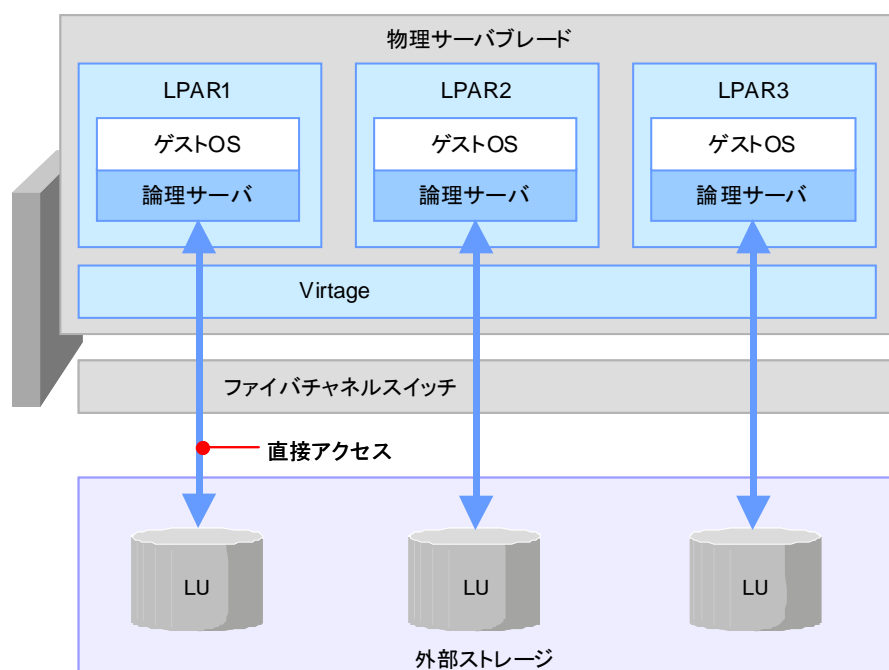 物理サーバブレード
LPAR1
LPAR2
LPAR3
ゲストOS
ゲストOS
ゲストOS
論理サーバ
論理サーバ
論理サーバ
Virtage
ファイバチャネルスイッチ
直接アクセス
LU
LU
LU
外部ストレージ